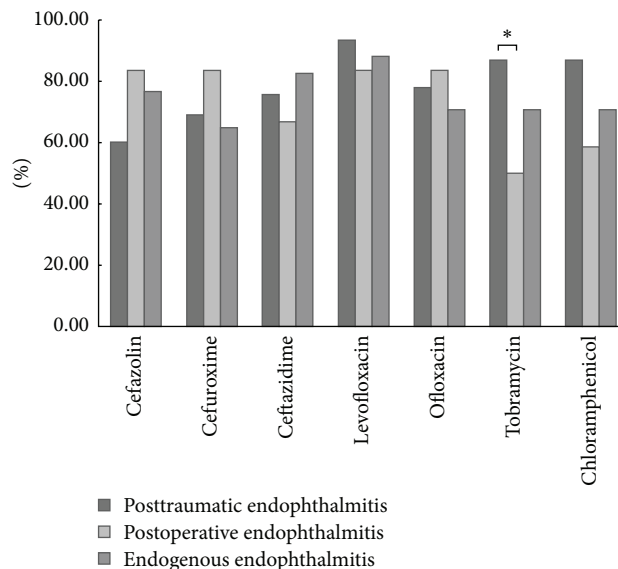 100.00
80.00
60.00
40.00
20.00
0.00
(%)
*
Cefazolin
Cefuroxime
Ceftazidime
Levofloxacin
Ofloxacin
Tobramycin
Chloramphenicol
Posttraumatic endophthalmitis
Postoperative endophthalmitis
Endogenous endophthalmitis